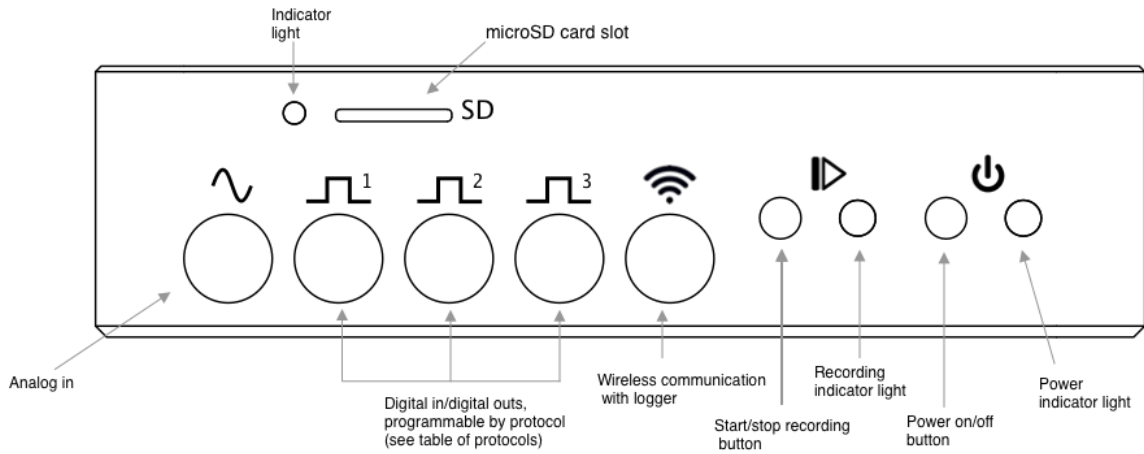 Indicator
light
microSD card slot
SD
1
2
3
Analog in
Digital in/digital outs,
programmable by protocol
(see table of protocols)
Wireless communication
with logger
Start/stop recording
button
Recording
indicator light
Power on/off
button
Power
indicator light